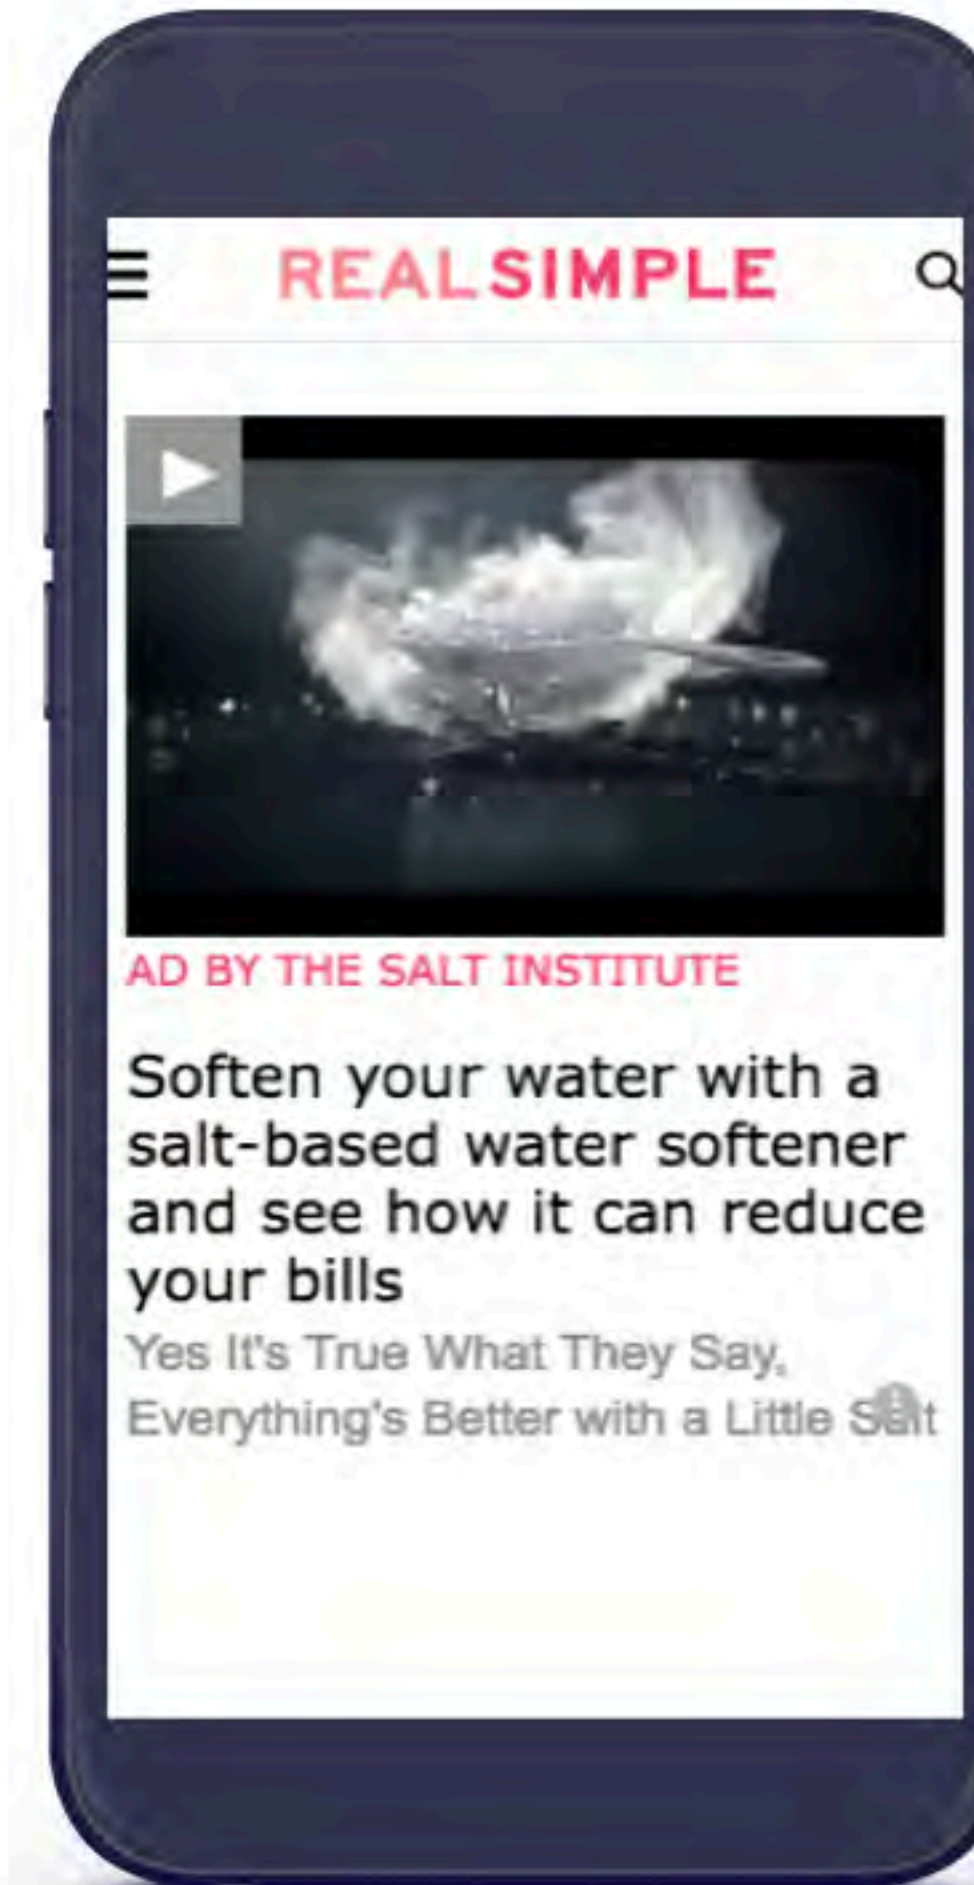 REALSIMPLE
AD BY THE SALT INSTITUTE
Soften your water with a
salt-based water softener
and see how it can reduce
your bills
Yes It's True What They Say,
Everything's Better with a Little Salt